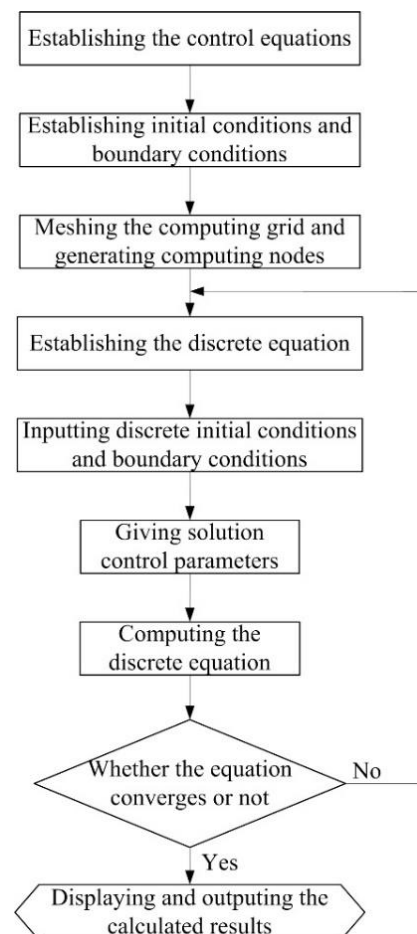 Establishing the control equations
Establishing initial conditions and
boundary conditions
Meshing the computing grid and
generating computing nodes
Establishing the discrete equation
Inputting discrete initial conditions
and boundary conditions
Giving solution
control parameters
Computing the
discrete equation
Whether the equation
converges or not
No
Yes
Displaying and outputing the
calculated results